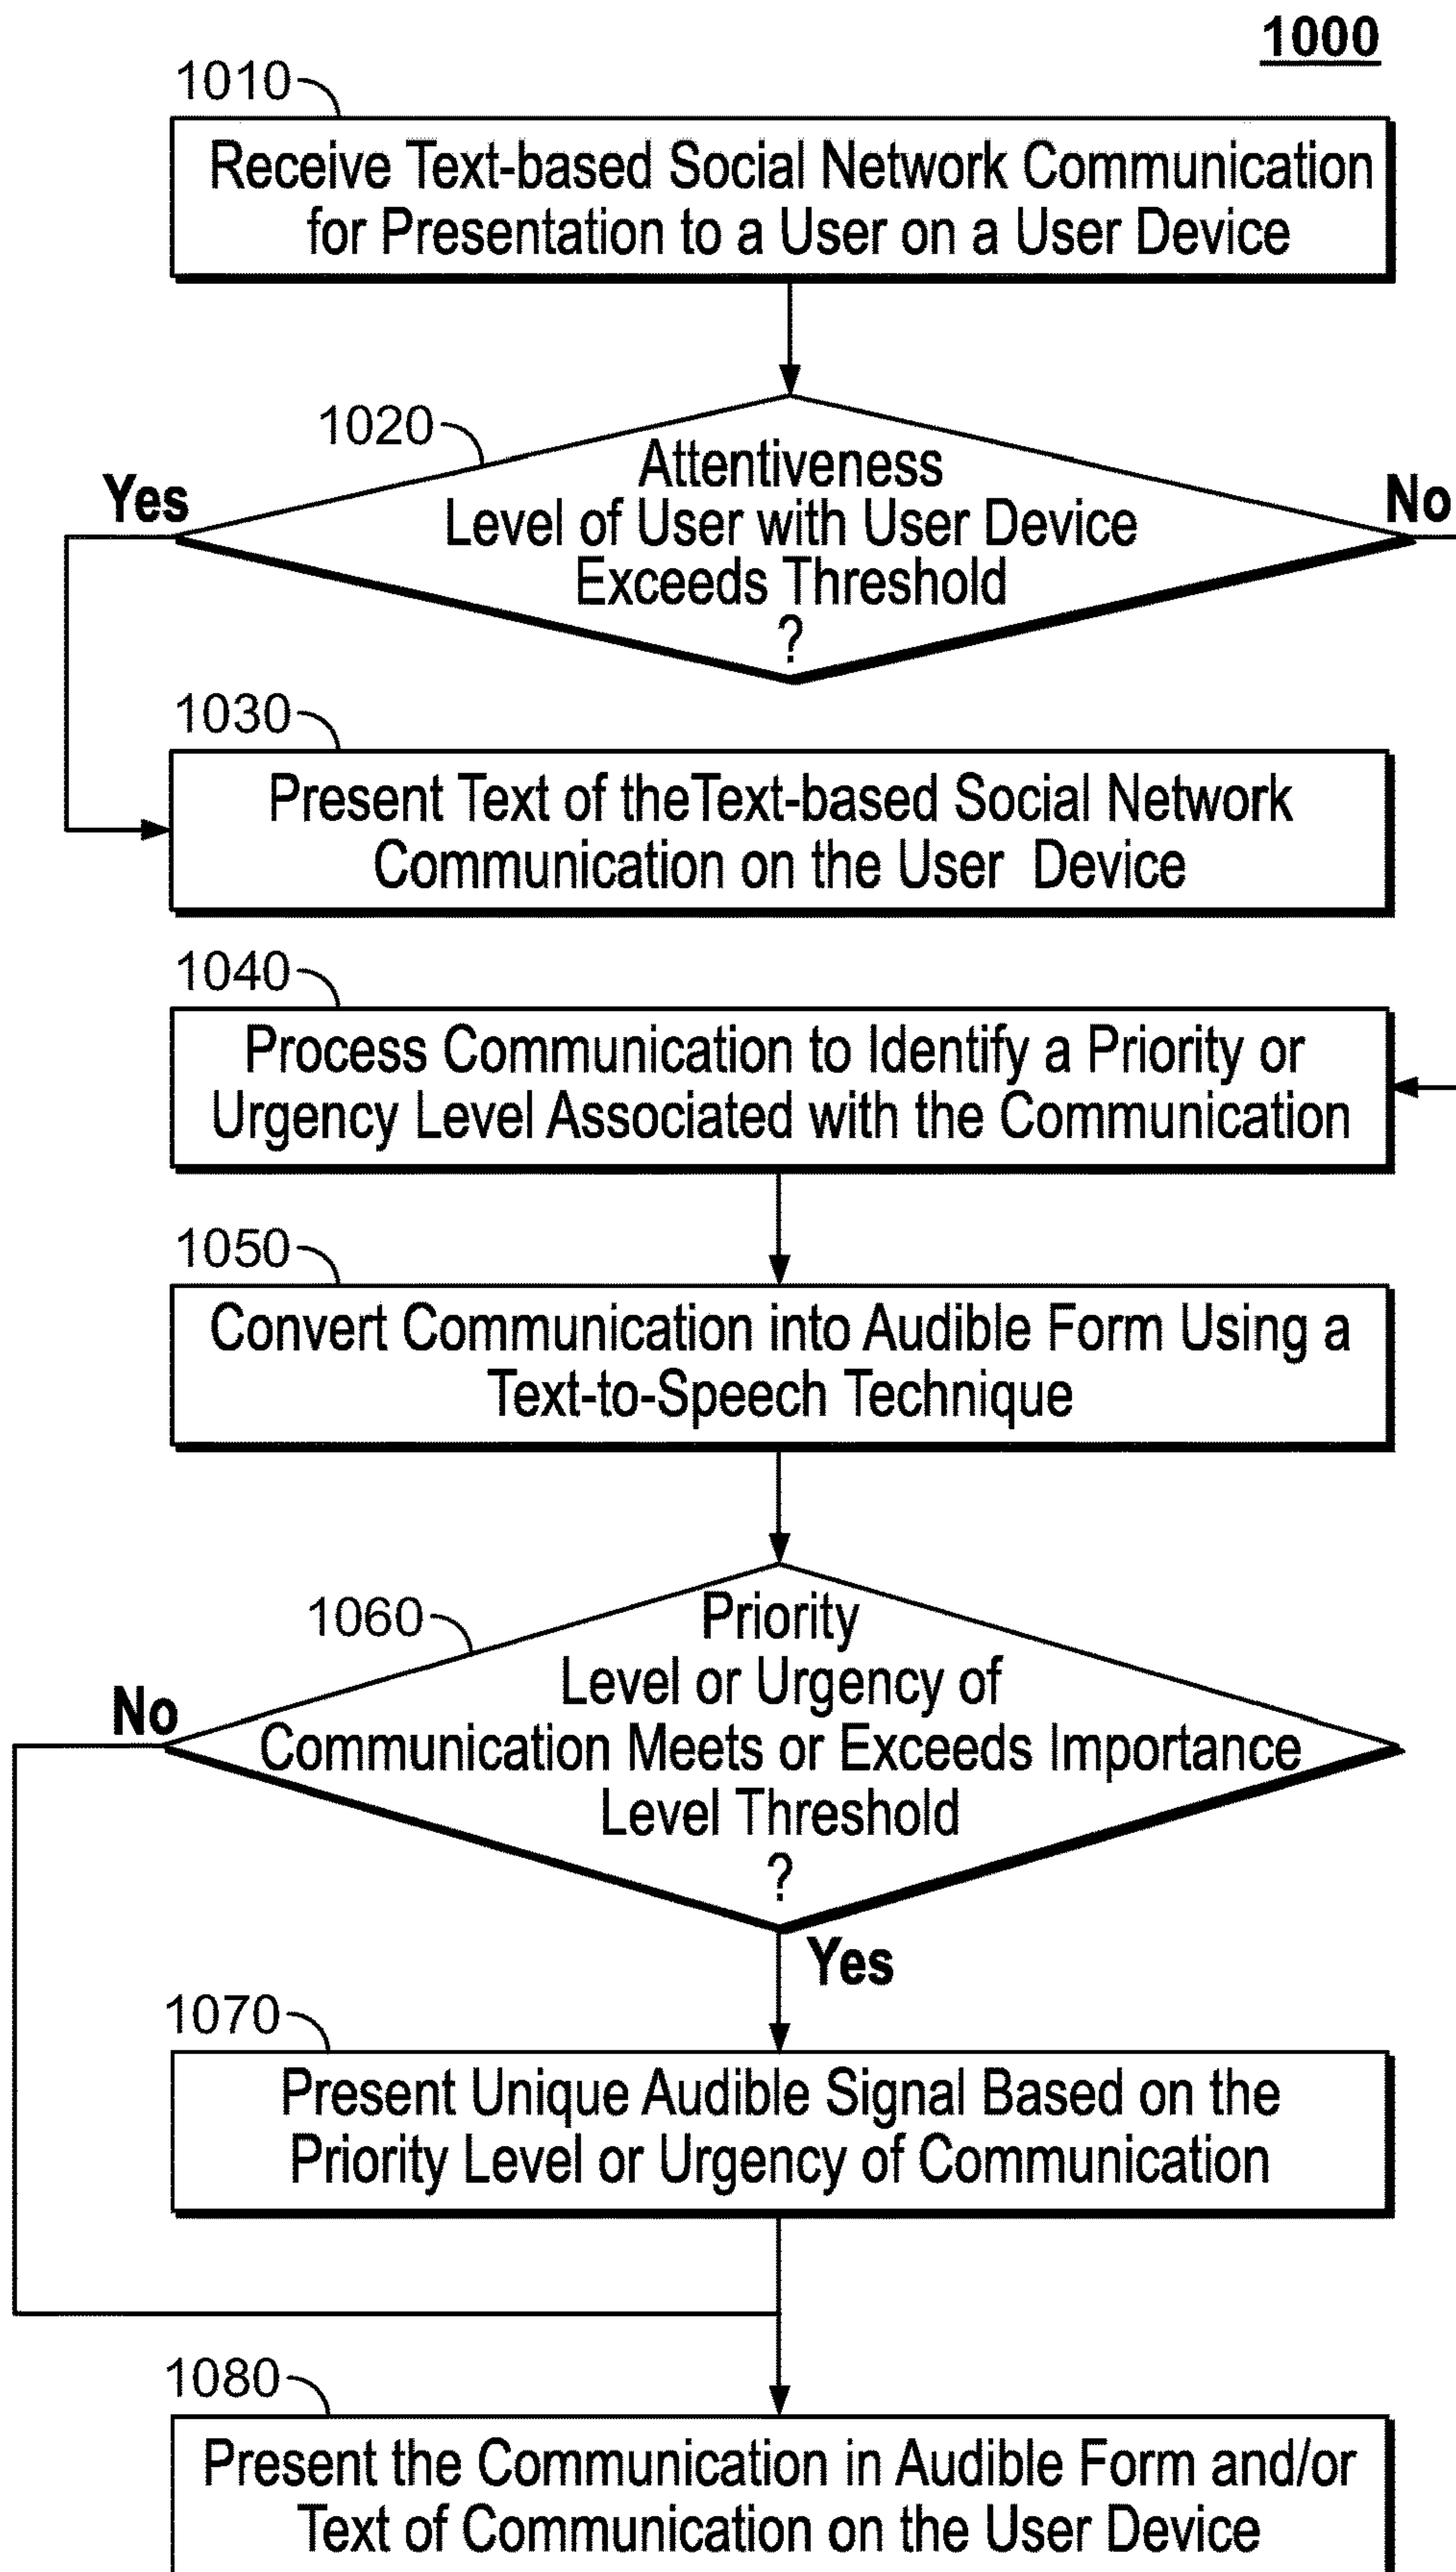 1000
1010
Receive Text-based Social Network Communication
for Presentation to a User on a User Device
1020
Attentiveness
Level of User with User Device
Exceeds Threshold
?
Yes
No
1030
Present Text of theText-based Social Network
Communication on the User Device
1040
Process Communication to Identify a Priority or
Urgency Level Associated with the Communication
1050
Convert Communication into Audible Form Using a
Text-to-Speech Technique
1060
Priority
Level or Urgency of
Communication Meets or Exceeds Importance
Level Threshold
?
No
Yes
1070
Present Unique Audible Signal Based on the
Priority Level or Urgency of Communication
1080
Present the Communication in Audible Form and/or
Text of Communication on the User Device